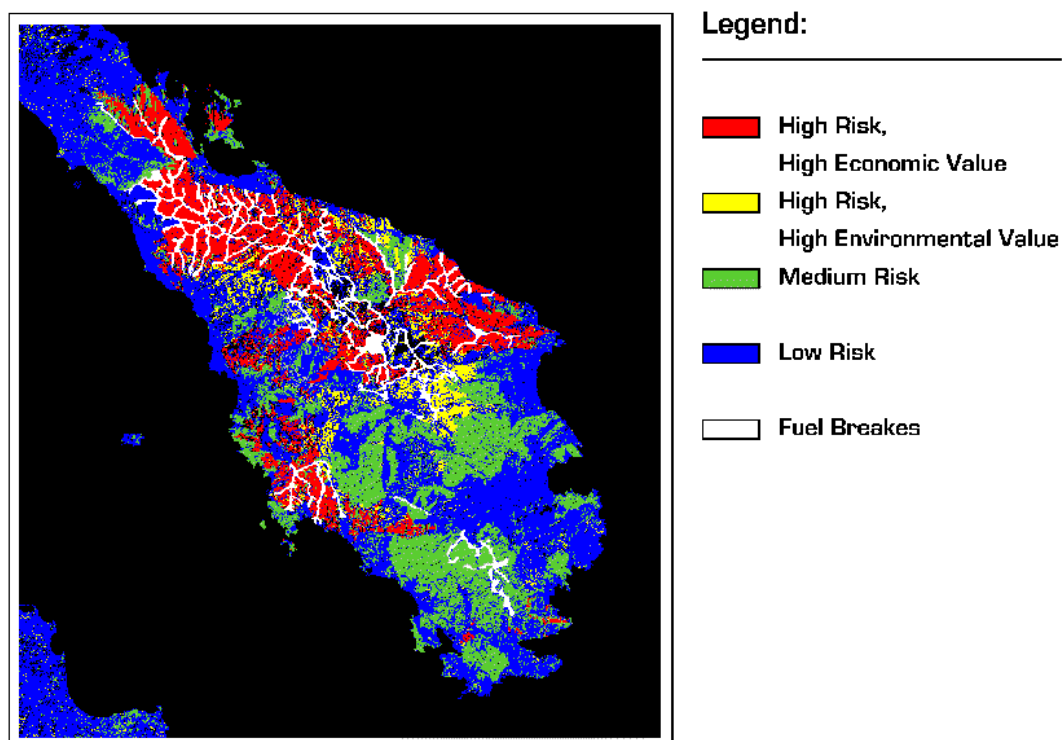 Legend:
High Risk,
High Economic Value
High Risk,
High Environmental Value
Medium Risk
Low Risk
Fuel Breakes